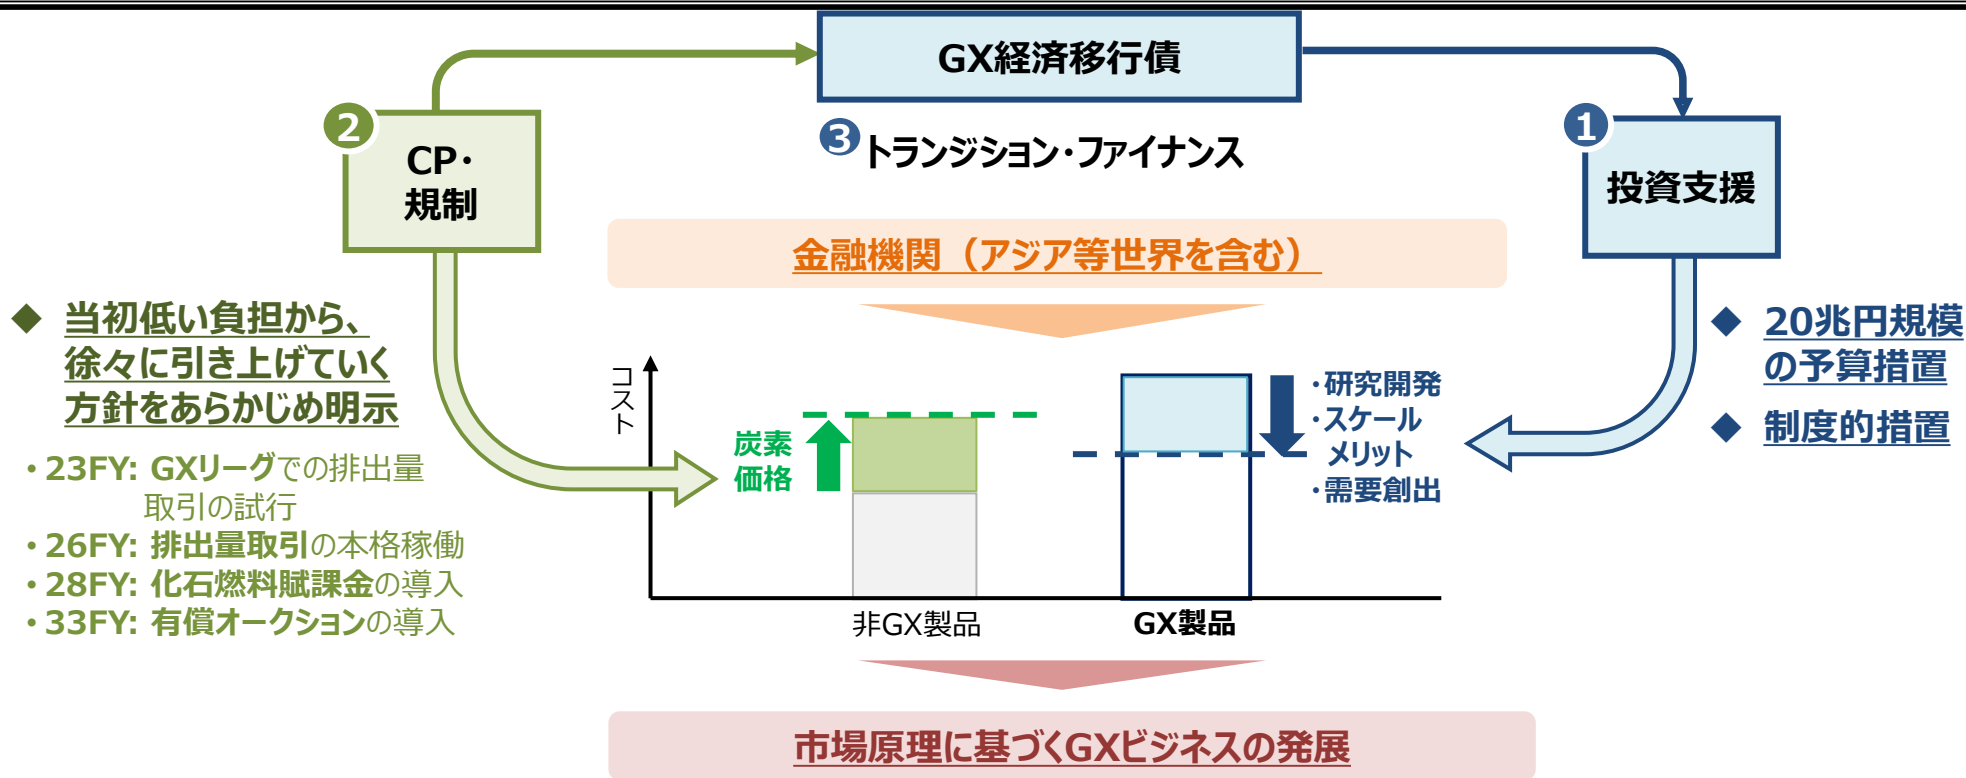 GX経済移行債
❸トランジション・ファイナンス
❷
CP・
規制
❶
投資支援
金融機関（アジア等世界を含む）
◆ 当初低い負担から、
徐々に引き上げていく
方針をあらかじめ明示
・23FY: GXリーグでの排出量
取引の試行
・26FY: 排出量取引の本格稼働
・28FY: 化石燃料賦課金の導入
・33FY: 有償オークションの導入
コスト
炭素
価格
・研究開発
・スケール
メリット
・需要創出
非GX製品
GX製品
◆ 20兆円規模
の予算措置
◆ 制度的措置
市場原理に基づくGXビジネスの発展